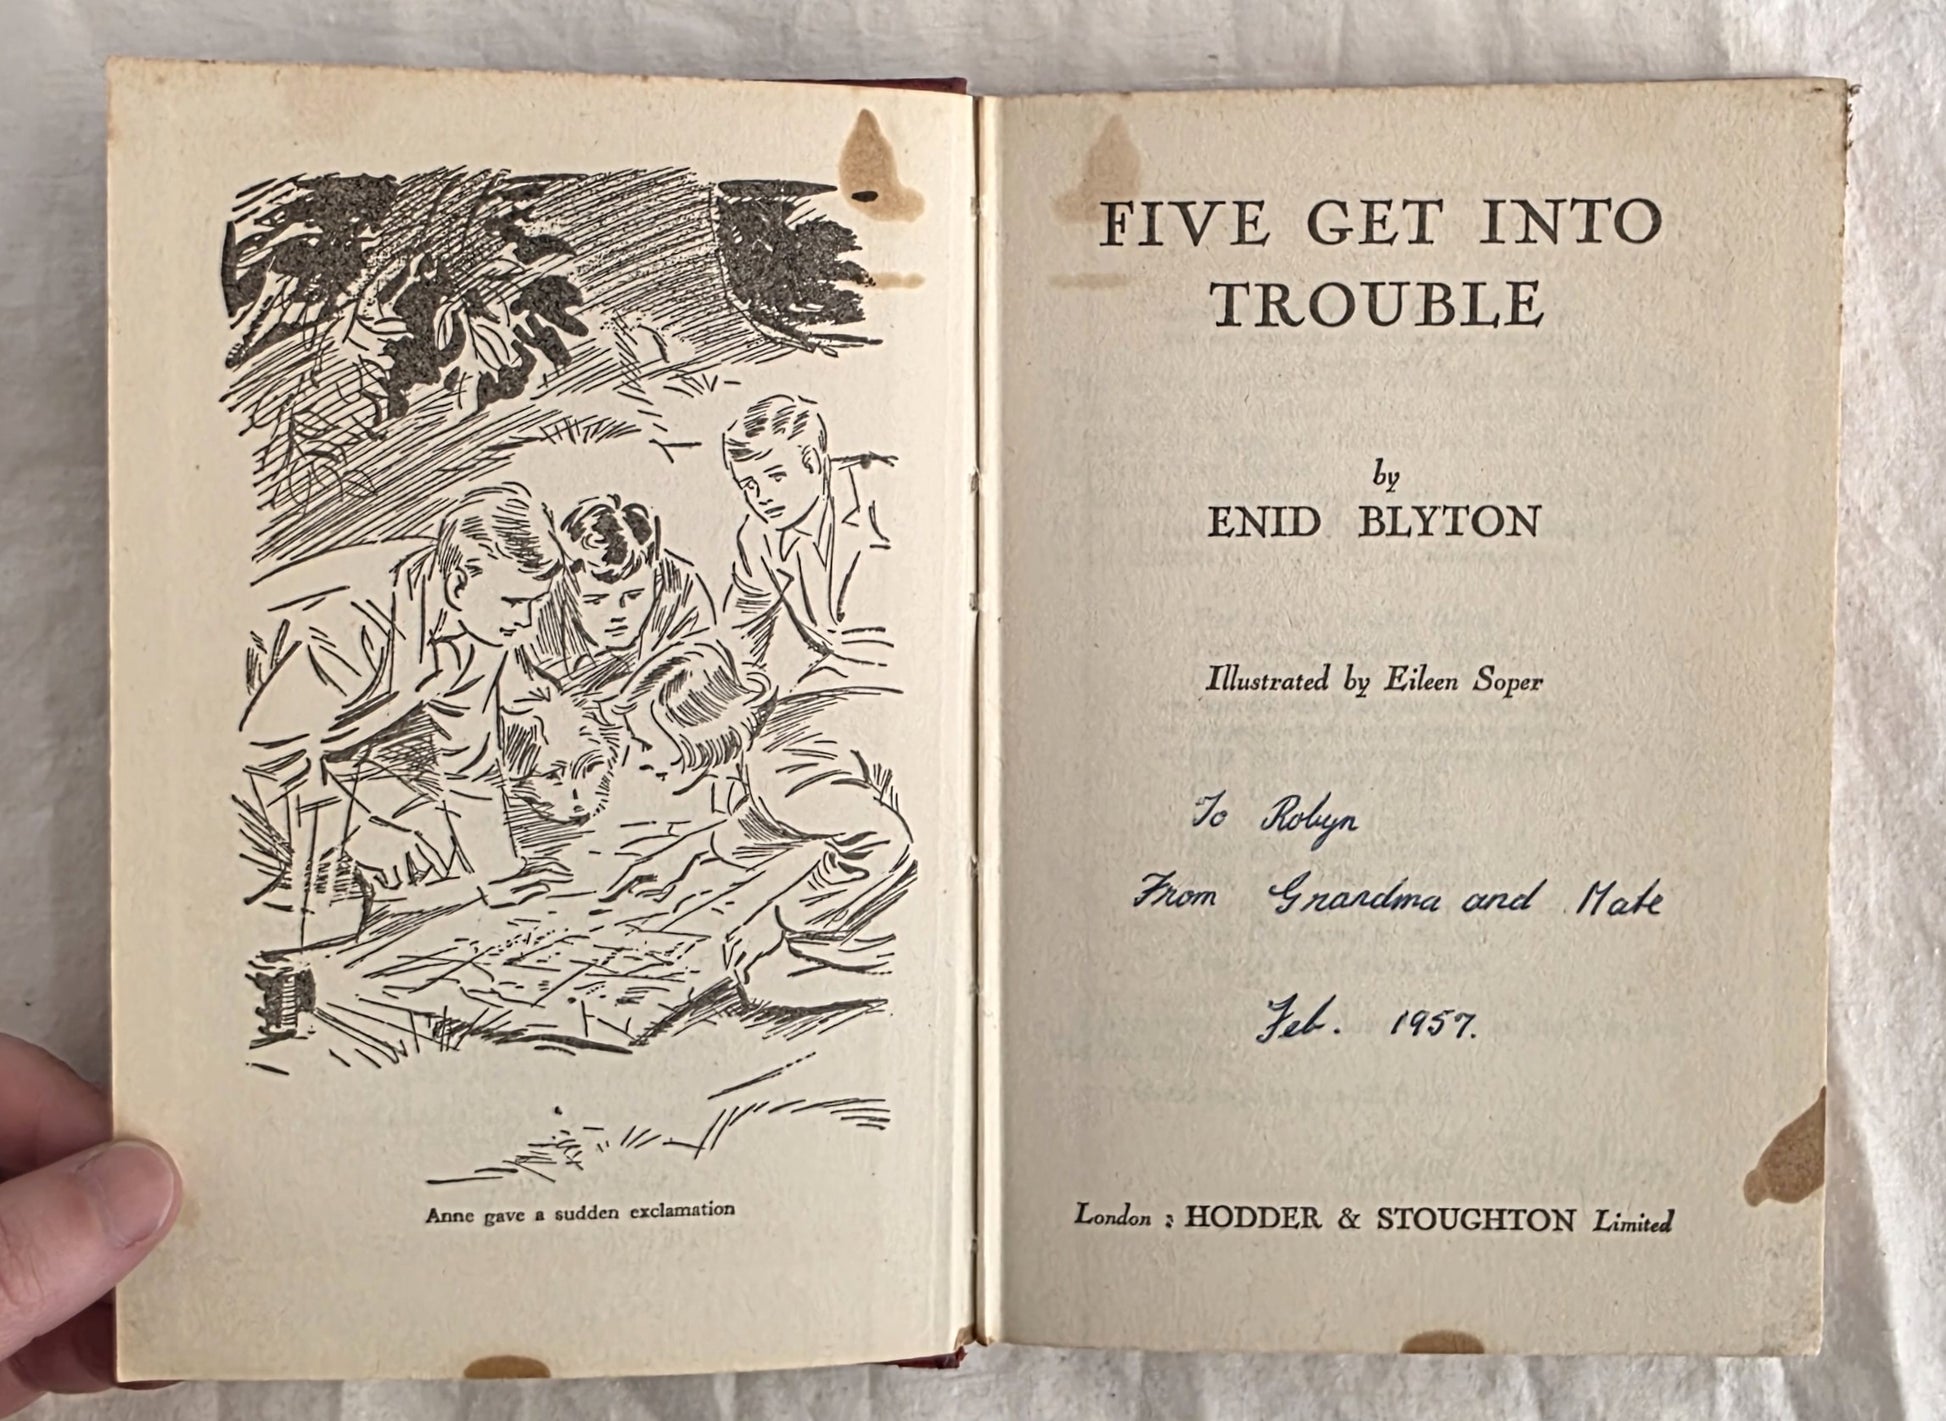 Anne gave a sudden exclamation
FIVE GET INTO
TROUBLE
by
ENID BLYTON
Illustrated by Eileen Soper
To Robyn
From Grandma and Mate
Feb. 1957.
London : HODDER & STOUGHTON Limited